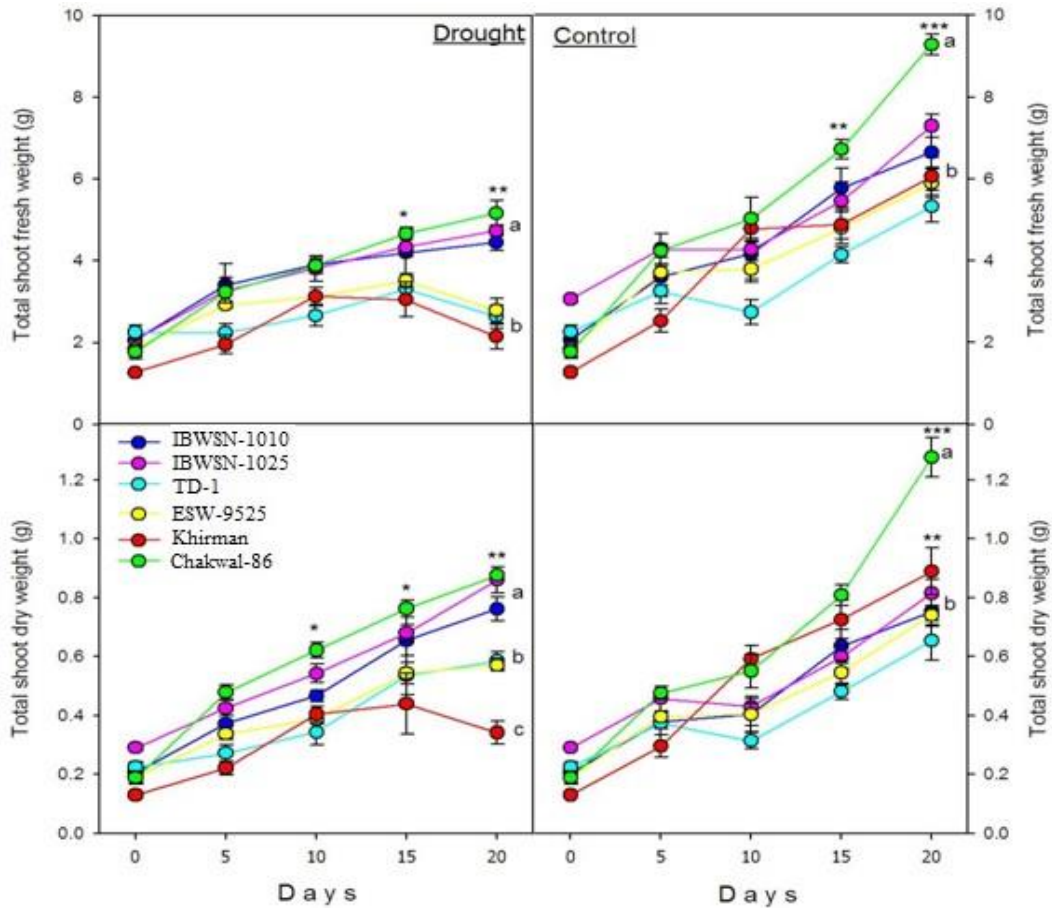 10
8
6
4
2
0
Total shoot fresh weight (g)
Drought
*
**
a
b
Control
**
***
a
b
10
8
6
4
2
0
Total shoot fresh weight (g)
1.2
1.0
0.8
0.6
0.4
0.2
0.0
Total shoot dry weight (g)
IBWSN-1010
IBWSN-1025
TD-1
ESW-9525
Khirman
Chakwal-86
*
*
**
a
b
c
***
a
**
b
1.2
1.0
0.8
0.6
0.4
0.2
0.0
Total shoot dry weight (g)
0 5 10 15 20
Days
0 5 10 15 20
Days